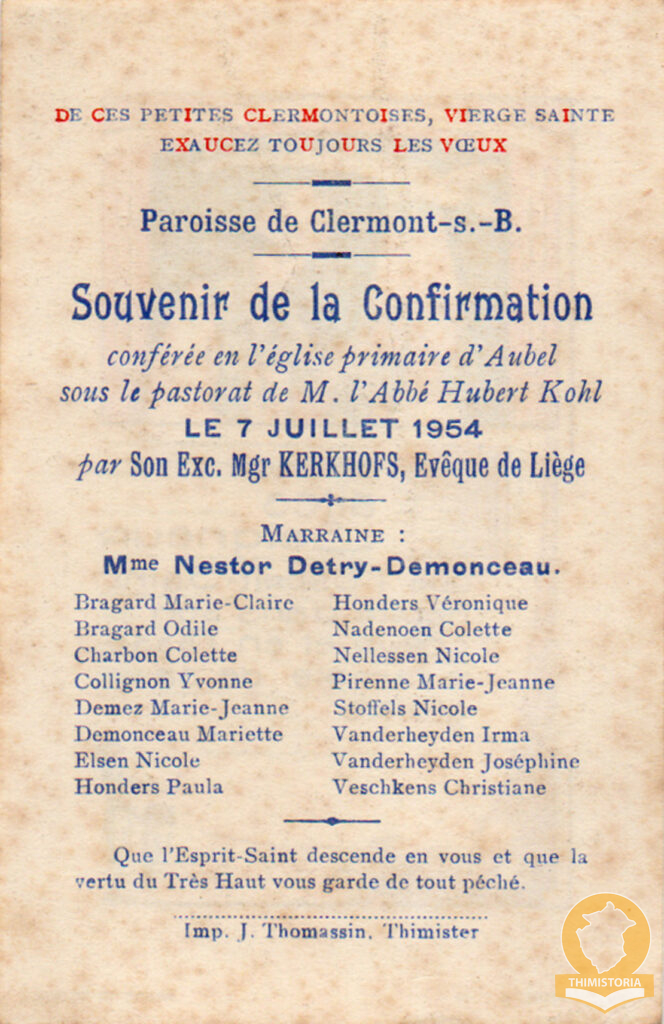 DE CES PETITES CLERMONTOISES, VIERGE SAINTE
EXAUCEZ TOUJOURS LES VŒUX
Paroisse de Clermont-s.-B.
Souvenir de la Confirmation
conférée en l'église primaire d'Aubel
sous le pastorat de M. l'Abbé Hubert Kohl
LE 7 JUILLET 1954
par Son Exc. Mgr KERKHOFS, Evêque de Liège
MARRAINE :
Mme Nestor Detry-Demonceau.
Bragard Marie-Claire
Bragard Odile
Charbon Colette
Collignon Yvonne
Demez Marie-Jeanne
Demonceau Mariette
Elsen Nicole
Honders Paula
Honders Véronique
Nadenoen Colette
Nellessen Nicole
Pirenne Marie-Jeanne
Stoffels Nicole
Vanderheyden Irma
Vanderheyden Joséphine
Veschkens Christiane
Que l'Esprit-Saint descende en vous et que la
vertu du Très Haut vous garde de tout péché.
Imp. J. Thomassin, Thimister
THIMISTORIA